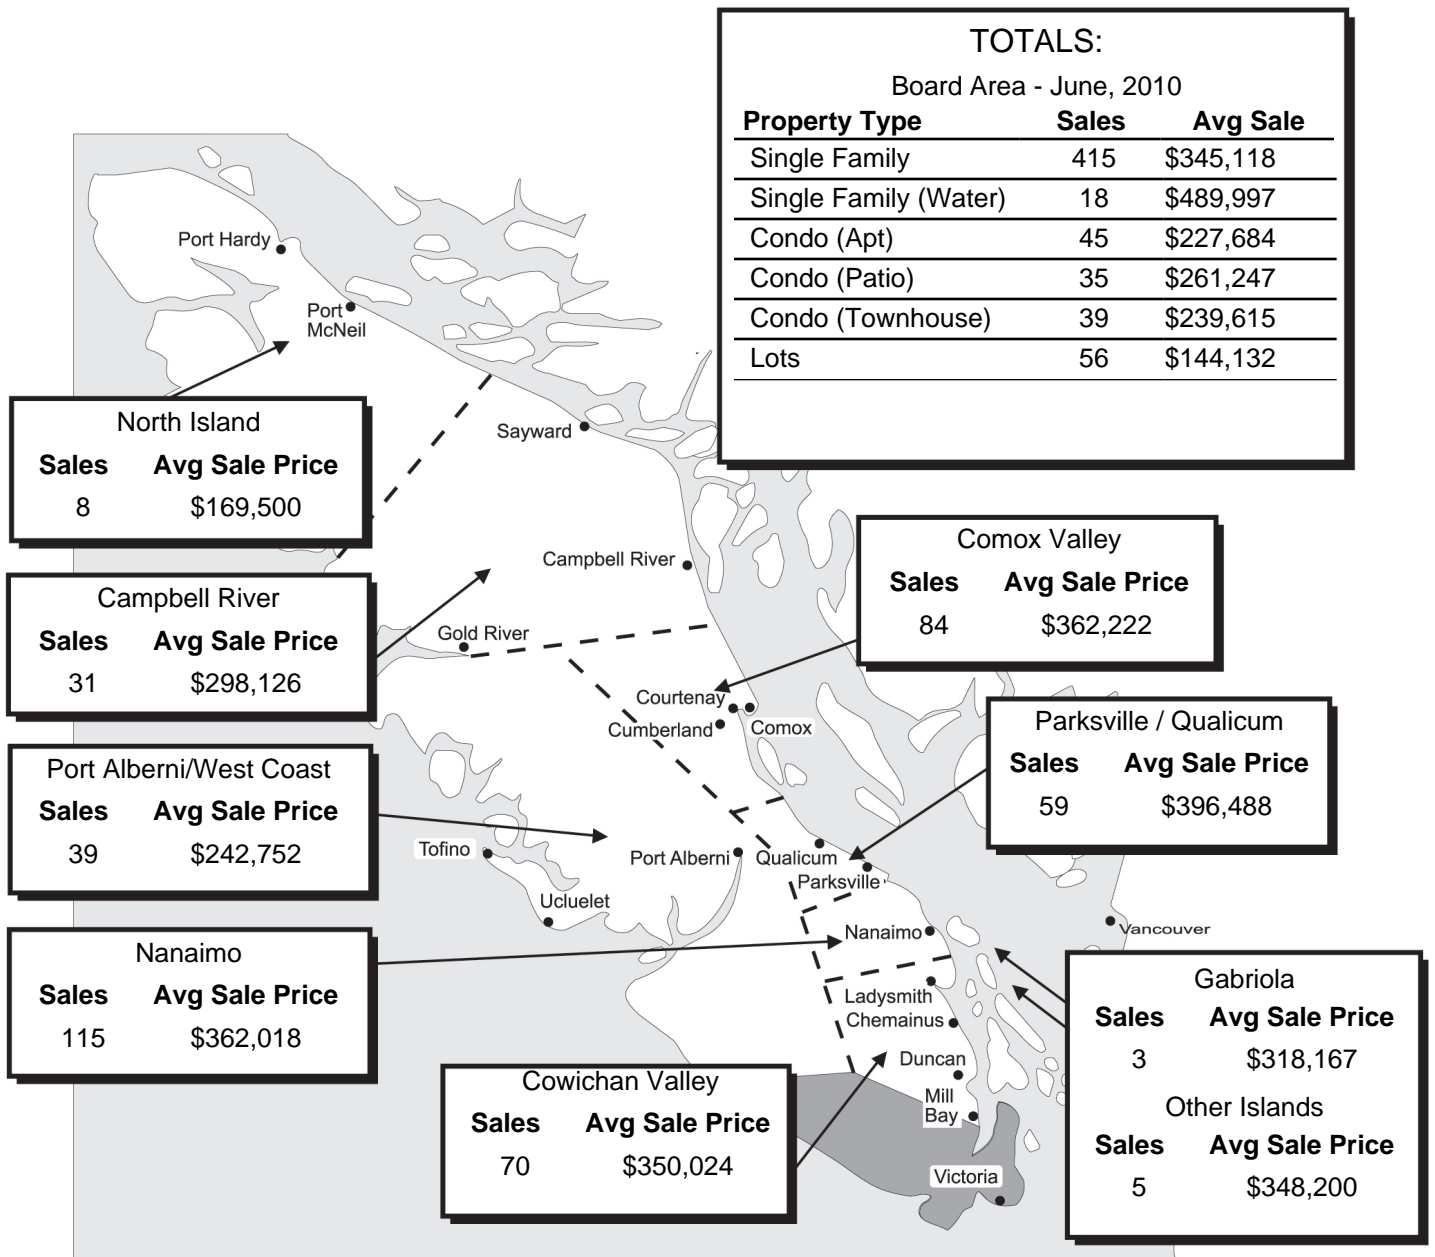 TOTALS:
Board Area - June, 2010
Property Type Sales Avg Sale
Single Family 415 $345,118
Single Family (Water) 18 $489,997
Condo (Apt) 45 $227,684
Condo (Patio) 35 $261,247
Condo (Townhouse) 39 $239,615
Lots 56 $144,132
Port Hardy
Port
McNeil
North Island
Sales Avg Sale Price
8 $169,500
Sayward
Campbell River
Comox Valley
Sales Avg Sale Price
84 $362,222
Campbell River
Sales Avg Sale Price
31 $298,126
Gold River
Courtenay
Cumberland
Comox
Parksville / Qualicum
Sales Avg Sale Price
59 $396,488
Port Alberni/West Coast
Sales Avg Sale Price
39 $242,752
Tofino
Port Alberni
Qualicum
Parksville
Ucluelet
Nanaimo
Vancouver
Nanaimo
Sales Avg Sale Price
115 $362,018
Ladysmith
Chemainus
Duncan
Mill
Bay
Gabriola
Sales Avg Sale Price
3 $318,167
Other Islands
Sales Avg Sale Price
5 $348,200
Cowichan Valley
Sales Avg Sale Price
70 $350,024
Victoria